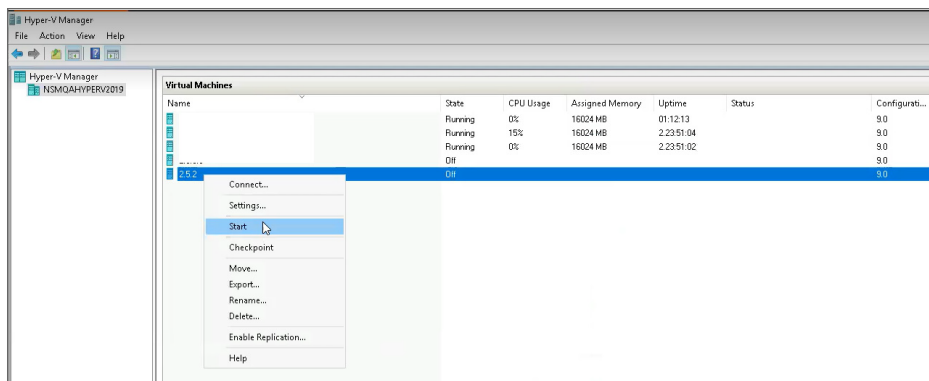 Hyper-V Manager
File Action View Help
Hyper-V Manager
NSMQAHYPERV2019
Virtual Machines
Name State CPU Usage Assigned Memory Uptime Status Configurati...
Running 0% 16024 MB 01:12:13 9.0
Running 15% 16024 MB 2.23:51:04 9.0
Running 0% 16024 MB 2.23:51:02 9.0
Off 9.0
2.5.2 Off 9.0
Connect...
Settings...
Start
Checkpoint
Move...
Export...
Rename...
Delete...
Enable Replication...
Help